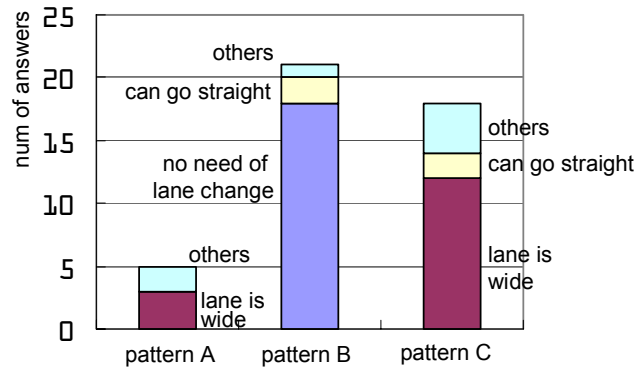 num of answers
25
20
15
10
5
0
others
lane is
wide
others
can go straight
no need of
lane change
others
can go straight
lane is
wide
pattern A
pattern B
pattern C